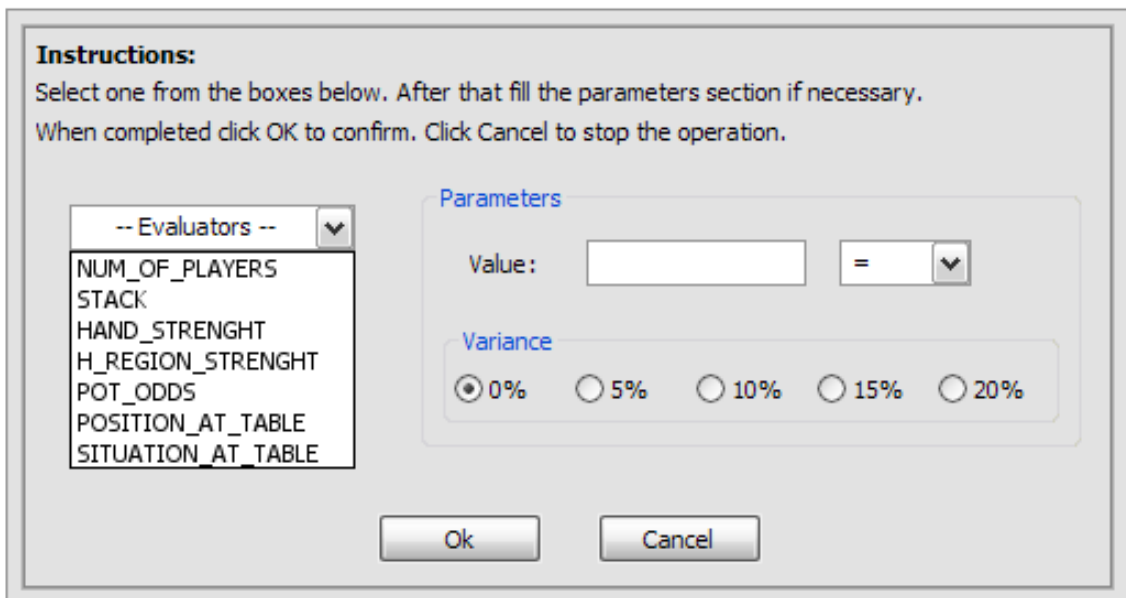 Instructions:
Select one from the boxes below. After that fill the parameters section if necessary.
When completed click OK to confirm. Click Cancel to stop the operation.
-- Evaluators --
NUM_OF_PLAYERS
STACK
HAND_STRENGHT
H_REGION_STRENGHT
POT_ODDS
POSITION_AT_TABLE
SITUATION_AT_TABLE
Parameters
Value: =
Variance
0% 5% 10% 15% 20%
Ok Cancel